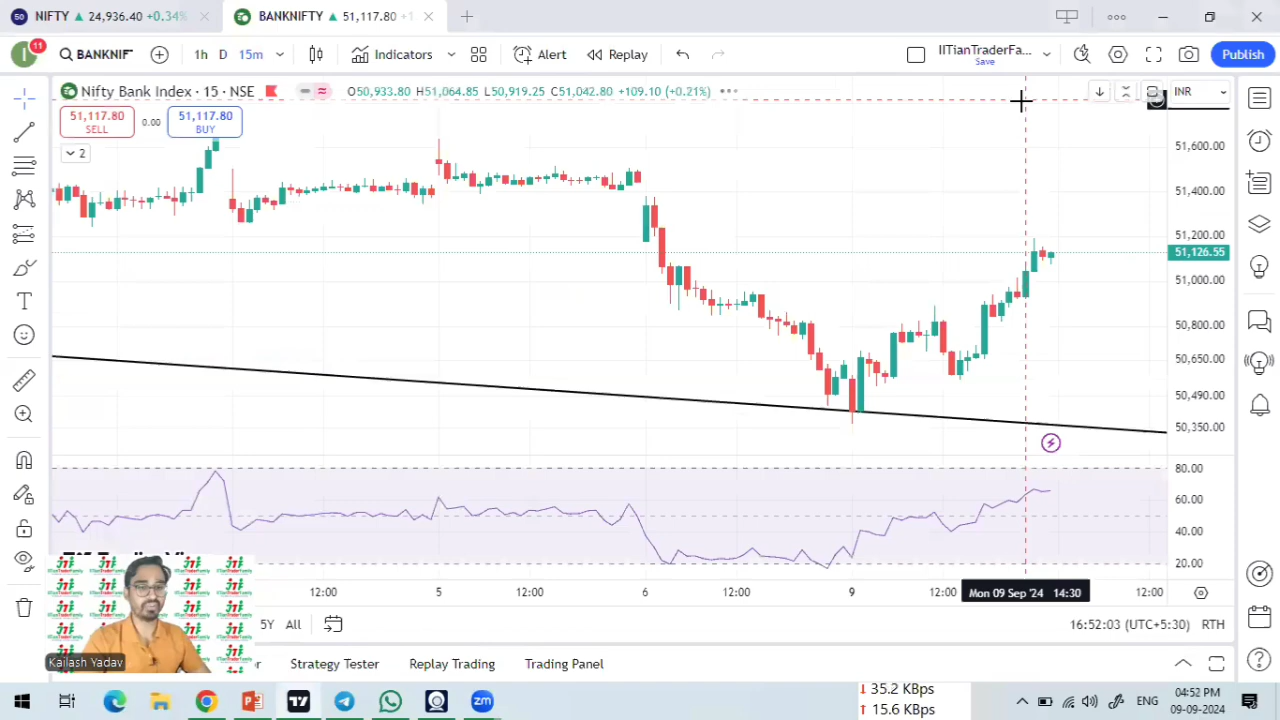 50 NIFTY ▲ 24,936.40 +0.34%
BANKNIFTY ▲ 51,117.80 +1
11
I
BANKNIF
1h D 15m
Indicators
Alert
Replay
IITianTraderFa...
Save
Publish
Nifty Bank Index · 15 · NSE
O50,933.80 H51,064.85 L50,919.25 C51,042.80 +109.10 (+0.21%)
INR
51,117.80
SELL
0.00
51,117.80
BUY
2
51,600.00
51,400.00
51,200.00
51,126.55
51,000.00
50,800.00
50,650.00
50,490.00
50,350.00
80.00
60.00
40.00
20.00
12:00
5
12:00
6
12:00
9
12:00
Mon 09 Sep '24 14:30
12:00
5Y All
16:52:03 (UTC+5:30) RTH
Kailash Yadav
Strategy Tester
Replay Trading
Trading Panel
zm
35.2 KBps
15.6 KBps
ENG
04:52 PM
09-09-2024